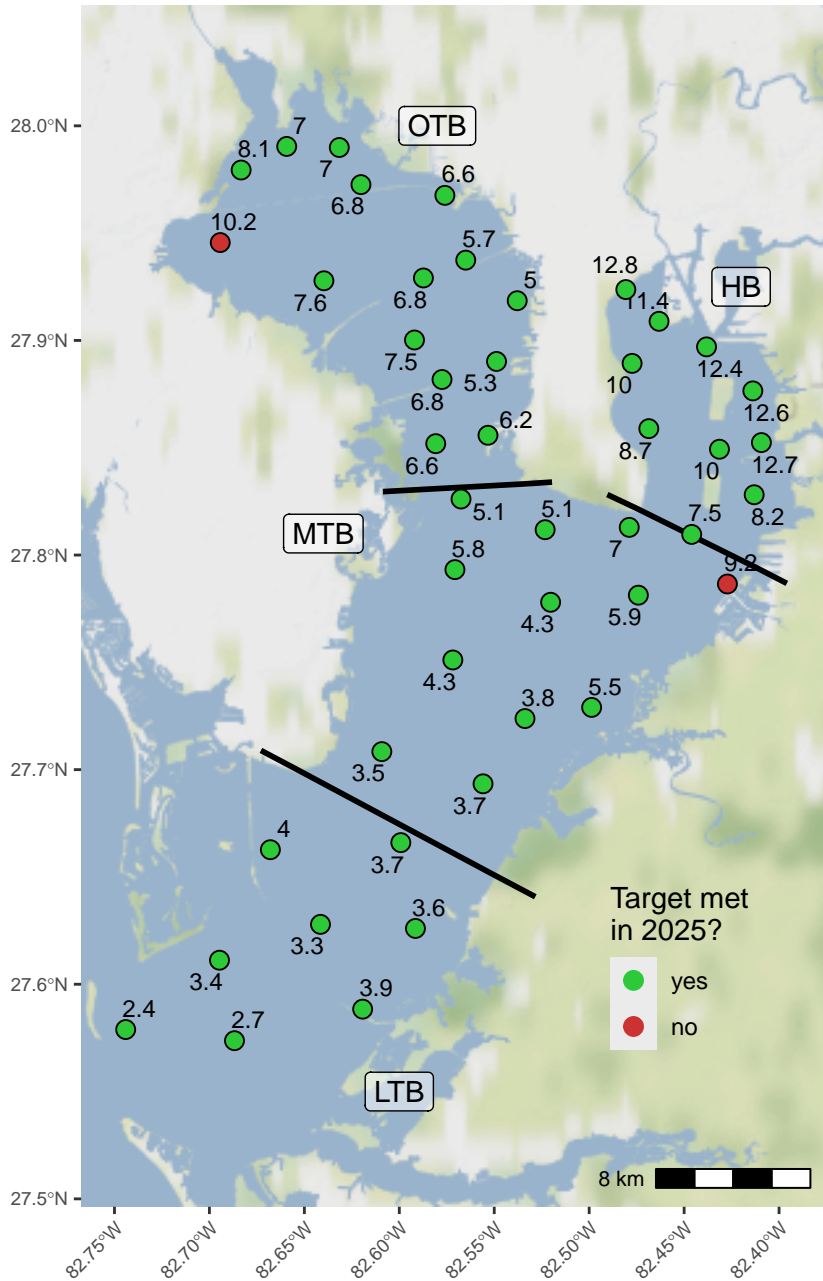 28.0°N
27.9°N
27.8°N
27.7°N
27.6°N
27.5°N
OTB
7
8.1
7
6.8
6.6
10.2
5.7
7.6
6.8
5
12.8
11.4
HB
7.5
5.3
10
12.4
6.8
12.6
6.2
8.7
6.6
10
12.7
8.2
MTB
5.1
5.1
7
7.5
5.8
9.2
4.3
5.9
4.3
3.8
5.5
3.5
3.7
4
3.7
3.3
3.6
3.4
3.9
2.4
2.7
LTB
Target met
in 2025?
yes
no
8 km
82.75°W
82.70°W
82.65°W
82.60°W
82.55°W
82.50°W
82.45°W
82.40°W